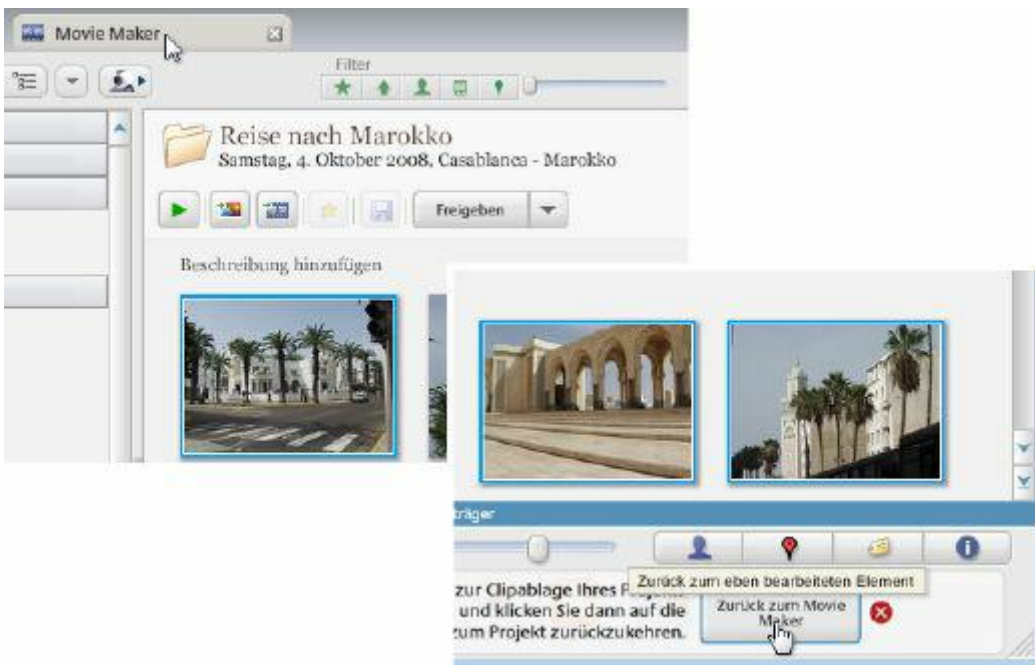 Movie Maker
Filter
Reise nach Marokko
Samstag, 4. Oktober 2008, Casablanca - Marokko
Freigeben
Beschreibung hinzufügen
träger
Zurück zum eben bearbeiteten Element
zur Clipablage Ihres
und klicken Sie dann auf die
zum Projekt zurückzukehren.
Zurück zum Movie
Maker